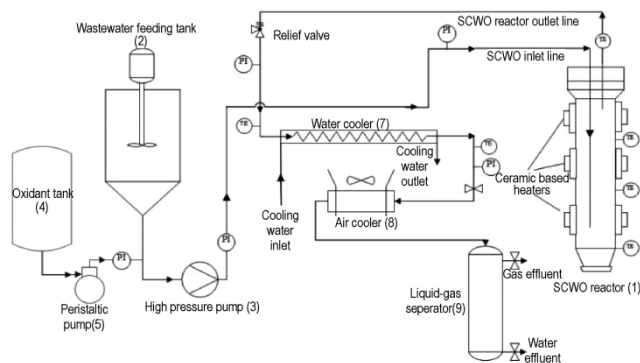 Wastewater feeding tank
(2)
SCWO reactor outlet line
Relief valve
TE
PI
PI
SCWO inlet line
TE
Water cooler (7)
TE
Cooling
water
outlet
PI
Ceramic based
heaters
TE
TE
TE
Oxidant tank
(4)
PI
PI
Cooling
water
inlet
Air cooler (8)
Peristaltic
pump(5)
High pressure pump (3)
Liquid-gas
seperator(9)
Gas effluent
Water
effluent
SCWO reactor (1)